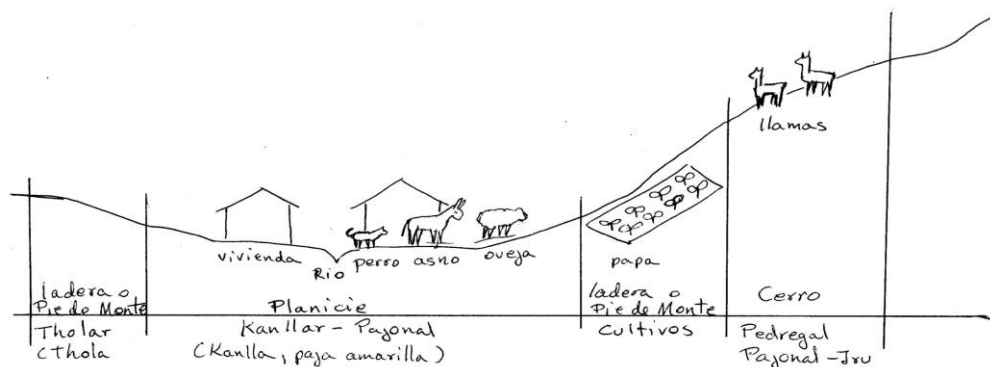 llamas
vivienda
Río
perro asno oveja
papa
ladera o
Pie de Monte
Planicie
ladera o
Pie de Monte
Cerro
Tholar
(Thola
Kanllar - Pajonal
(Kanlla, paja amarilla)
Cultivos
Pedregal
Pajonal - Iru